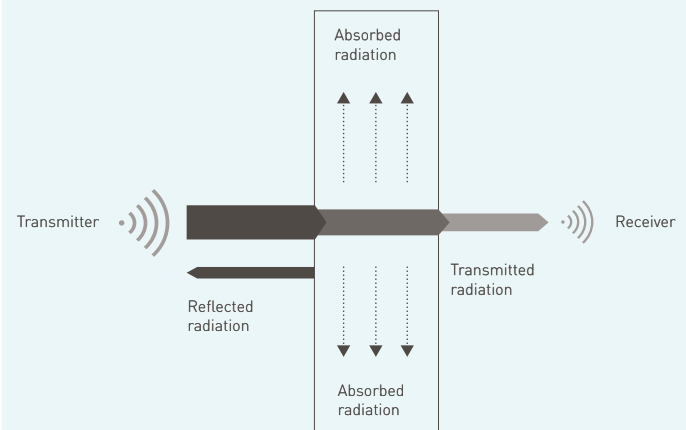 Absorbed
radiation
Transmitter
Receiver
Transmitted
radiation
Reflected
radiation
Absorbed
radiation